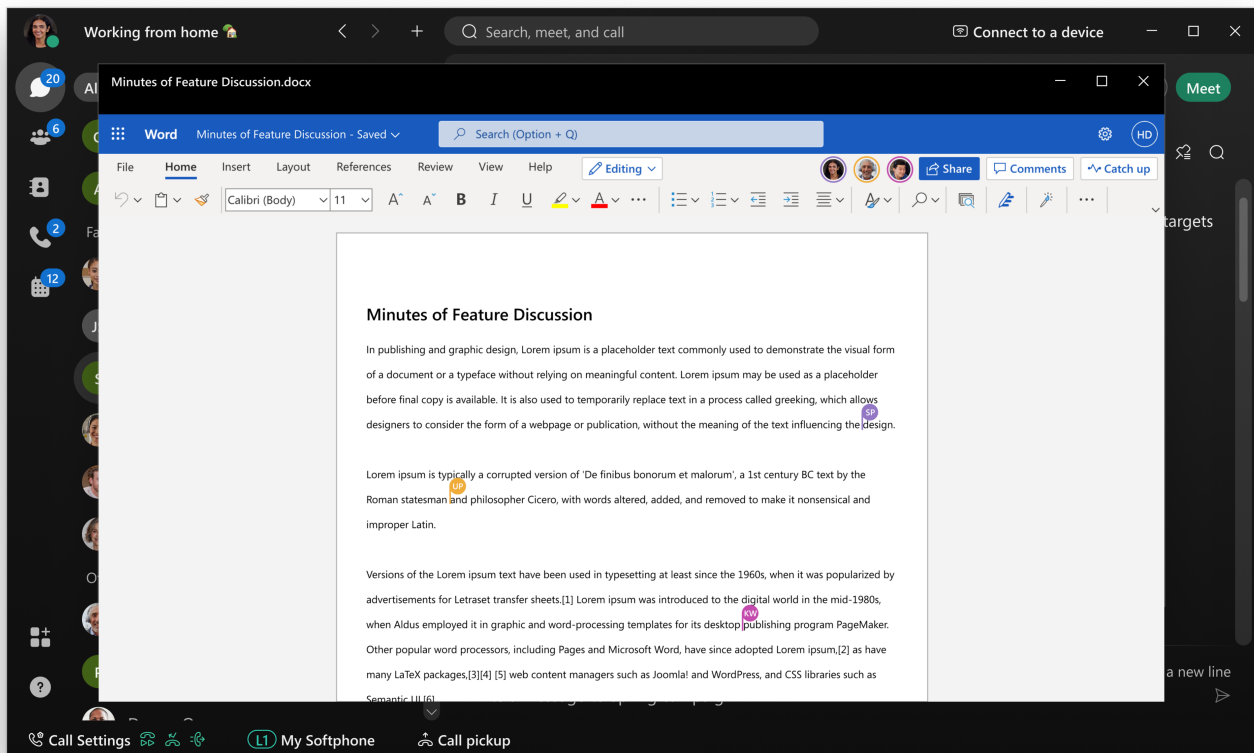 Working from home
Search, meet, and call
Connect to a device
20
Al
Minutes of Feature Discussion.docx
Meet
6
Word
Minutes of Feature Discussion - Saved
Search (Option + Q)
HD
File
Home
Insert
Layout
References
Review
View
Help
Editing
Share
Comments
Catch up
Calibri (Body)
11
A
A
B
I
U
A
targets
2
Fa
12
Minutes of Feature Discussion
In publishing and graphic design, Lorem ipsum is a placeholder text commonly used to demonstrate the visual form
of a document or a typeface without relying on meaningful content. Lorem ipsum may be used as a placeholder
before final copy is available. It is also used to temporarily replace text in a process called greeking, which allows
SP
designers to consider the form of a webpage or publication, without the meaning of the text influencing the design.
Lorem ipsum is typically a corrupted version of 'De finibus bonorum et malorum', a 1st century BC text by the
UP
Roman statesman and philosopher Cicero, with words altered, added, and removed to make it nonsensical and
improper Latin.
Versions of the Lorem ipsum text have been used in typesetting at least since the 1960s, when it was popularized by
advertisements for Letraset transfer sheets.[1] Lorem ipsum was introduced to the digital world in the mid-1980s,
KW
when Aldus employed it in graphic and word-processing templates for its desktop publishing program PageMaker.
Other popular word processors, including Pages and Microsoft Word, have since adopted Lorem ipsum,[2] as have
many LaTeX packages,[3][4] [5] web content managers such as Joomla! and WordPress, and CSS libraries such as
Semantic UI.[6]
a new line
Call Settings
L1
My Softphone
Call pickup